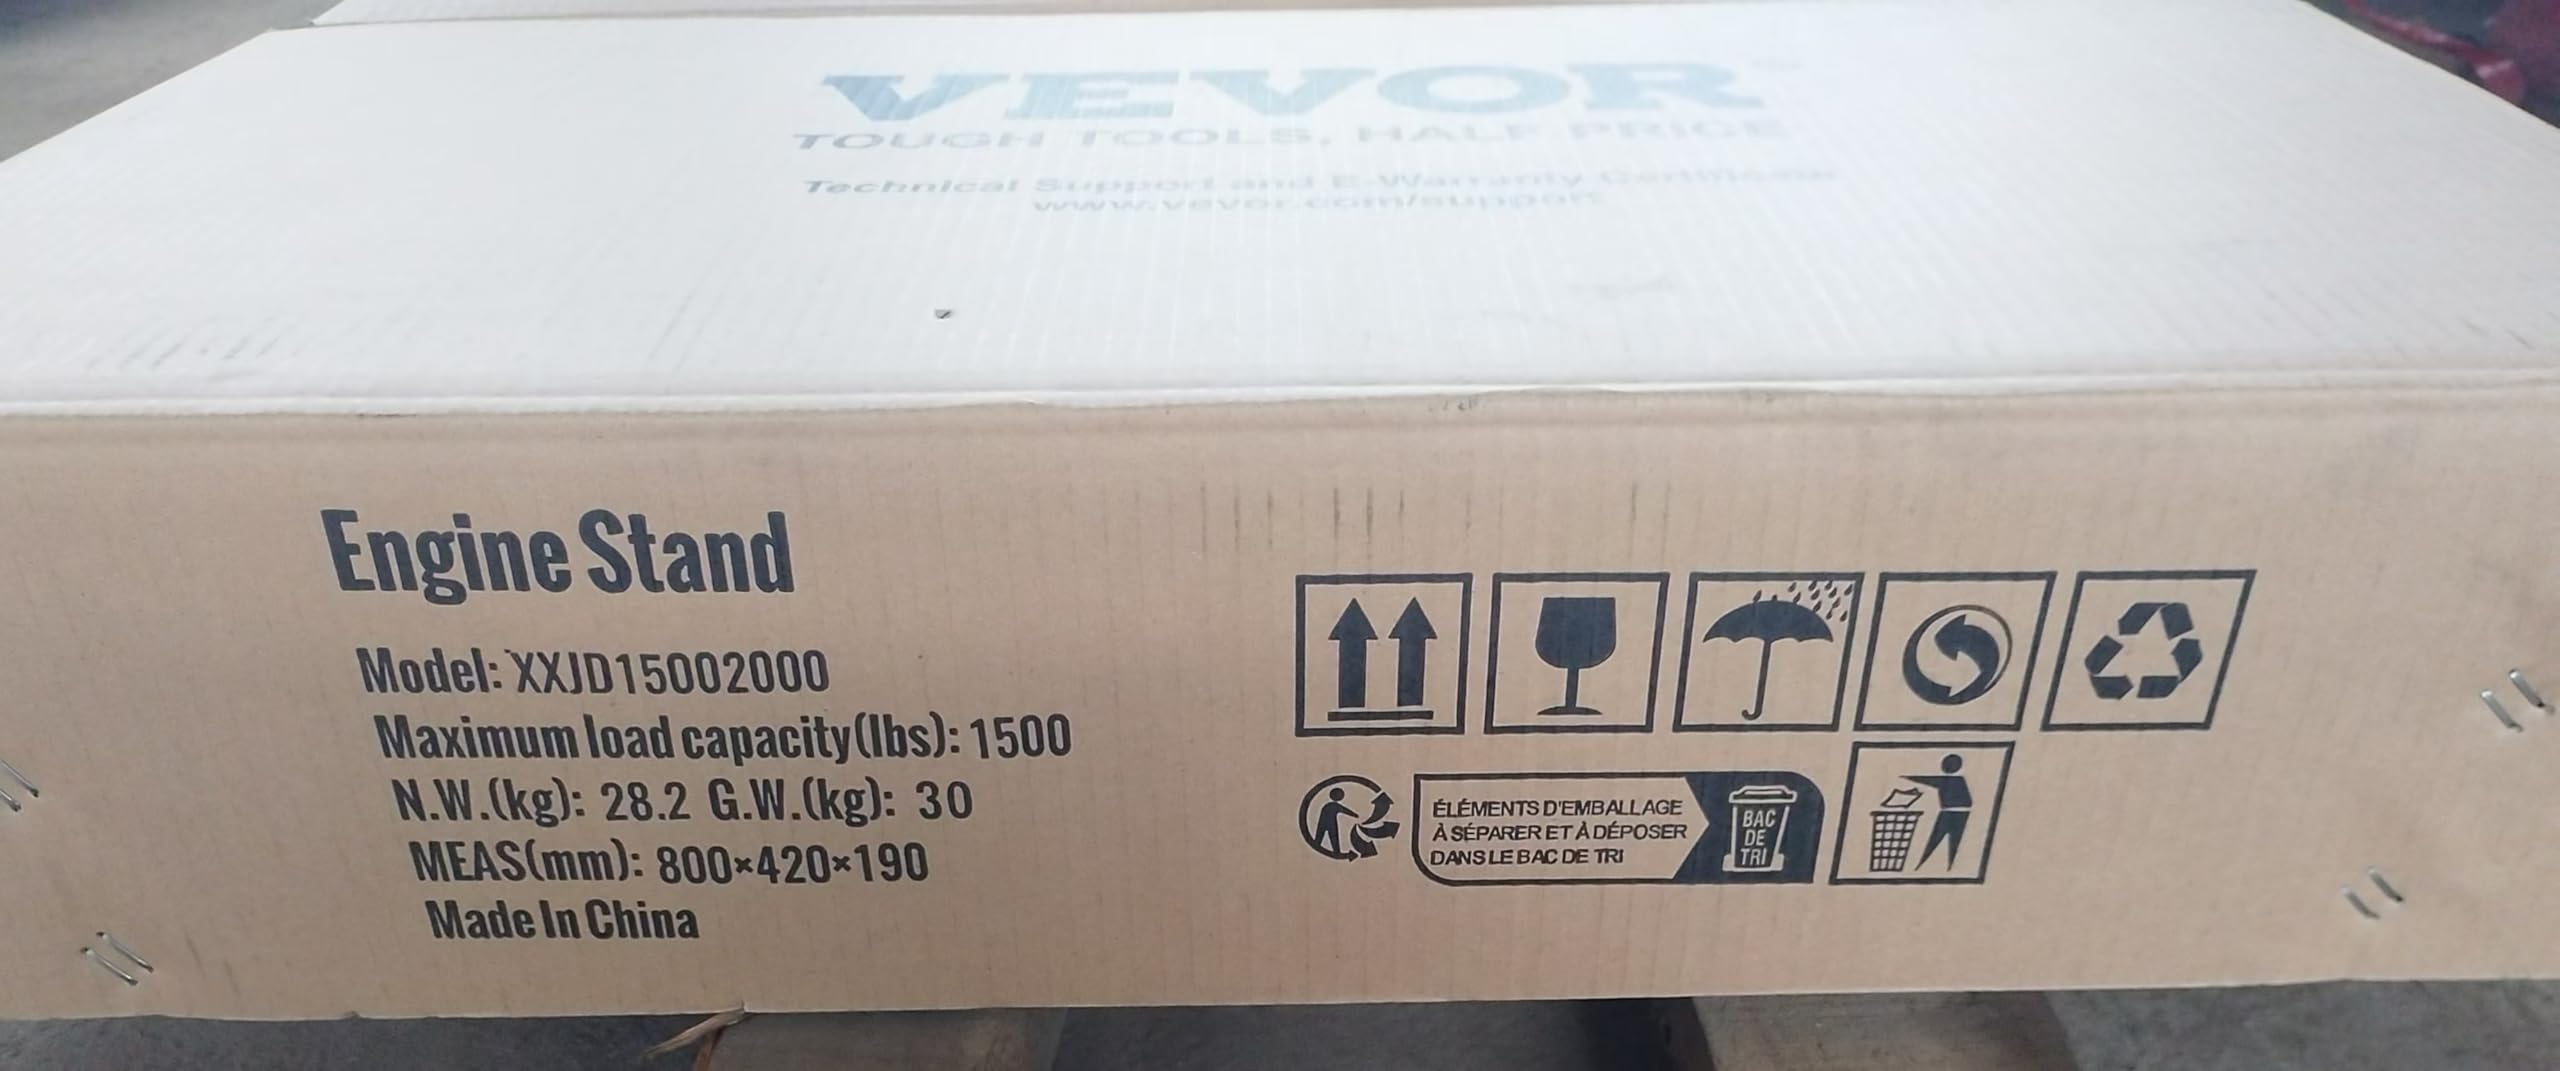 VEVOR
TOUGH TOOLS, HALF PRICE
Technical Support and E-Warranty Certificate
www.vevor.com/support
Engine Stand
Model: XXJD15002000
Maximum load capacity(lbs): 1500
N.W.(kg): 28.2 G.W.(kg): 30
MEAS(mm): 800×420×190
Made In China
ÉLÉMENTS D'EMBALLAGE
À SÉPARER ET À DÉPOSER
DANS LE BAC DE TRI
BAC
DE
TRI